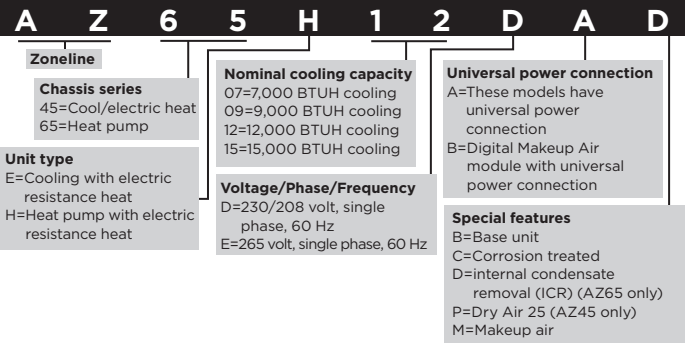 A Z 6 5 H 1 2 D A D
Zoneline
Chassis series
45=Cool/electric heat
65=Heat pump
Unit type
E=Cooling with electric
resistance heat
H=Heat pump with electric
resistance heat
Nominal cooling capacity
07=7,000 BTUH cooling
09=9,000 BTUH cooling
12=12,000 BTUH cooling
15=15,000 BTUH cooling
Voltage/Phase/Frequency
D=230/208 volt, single
phase, 60 Hz
E=265 volt, single phase, 60 Hz
Universal power connection
A=These models have
universal power
connection
B=Digital Makeup Air
module with universal
power connection
Special features
B=Base unit
C=Corrosion treated
D=internal condensate
removal (ICR) (AZ65 only)
P=Dry Air 25 (AZ45 only)
M=Makeup air